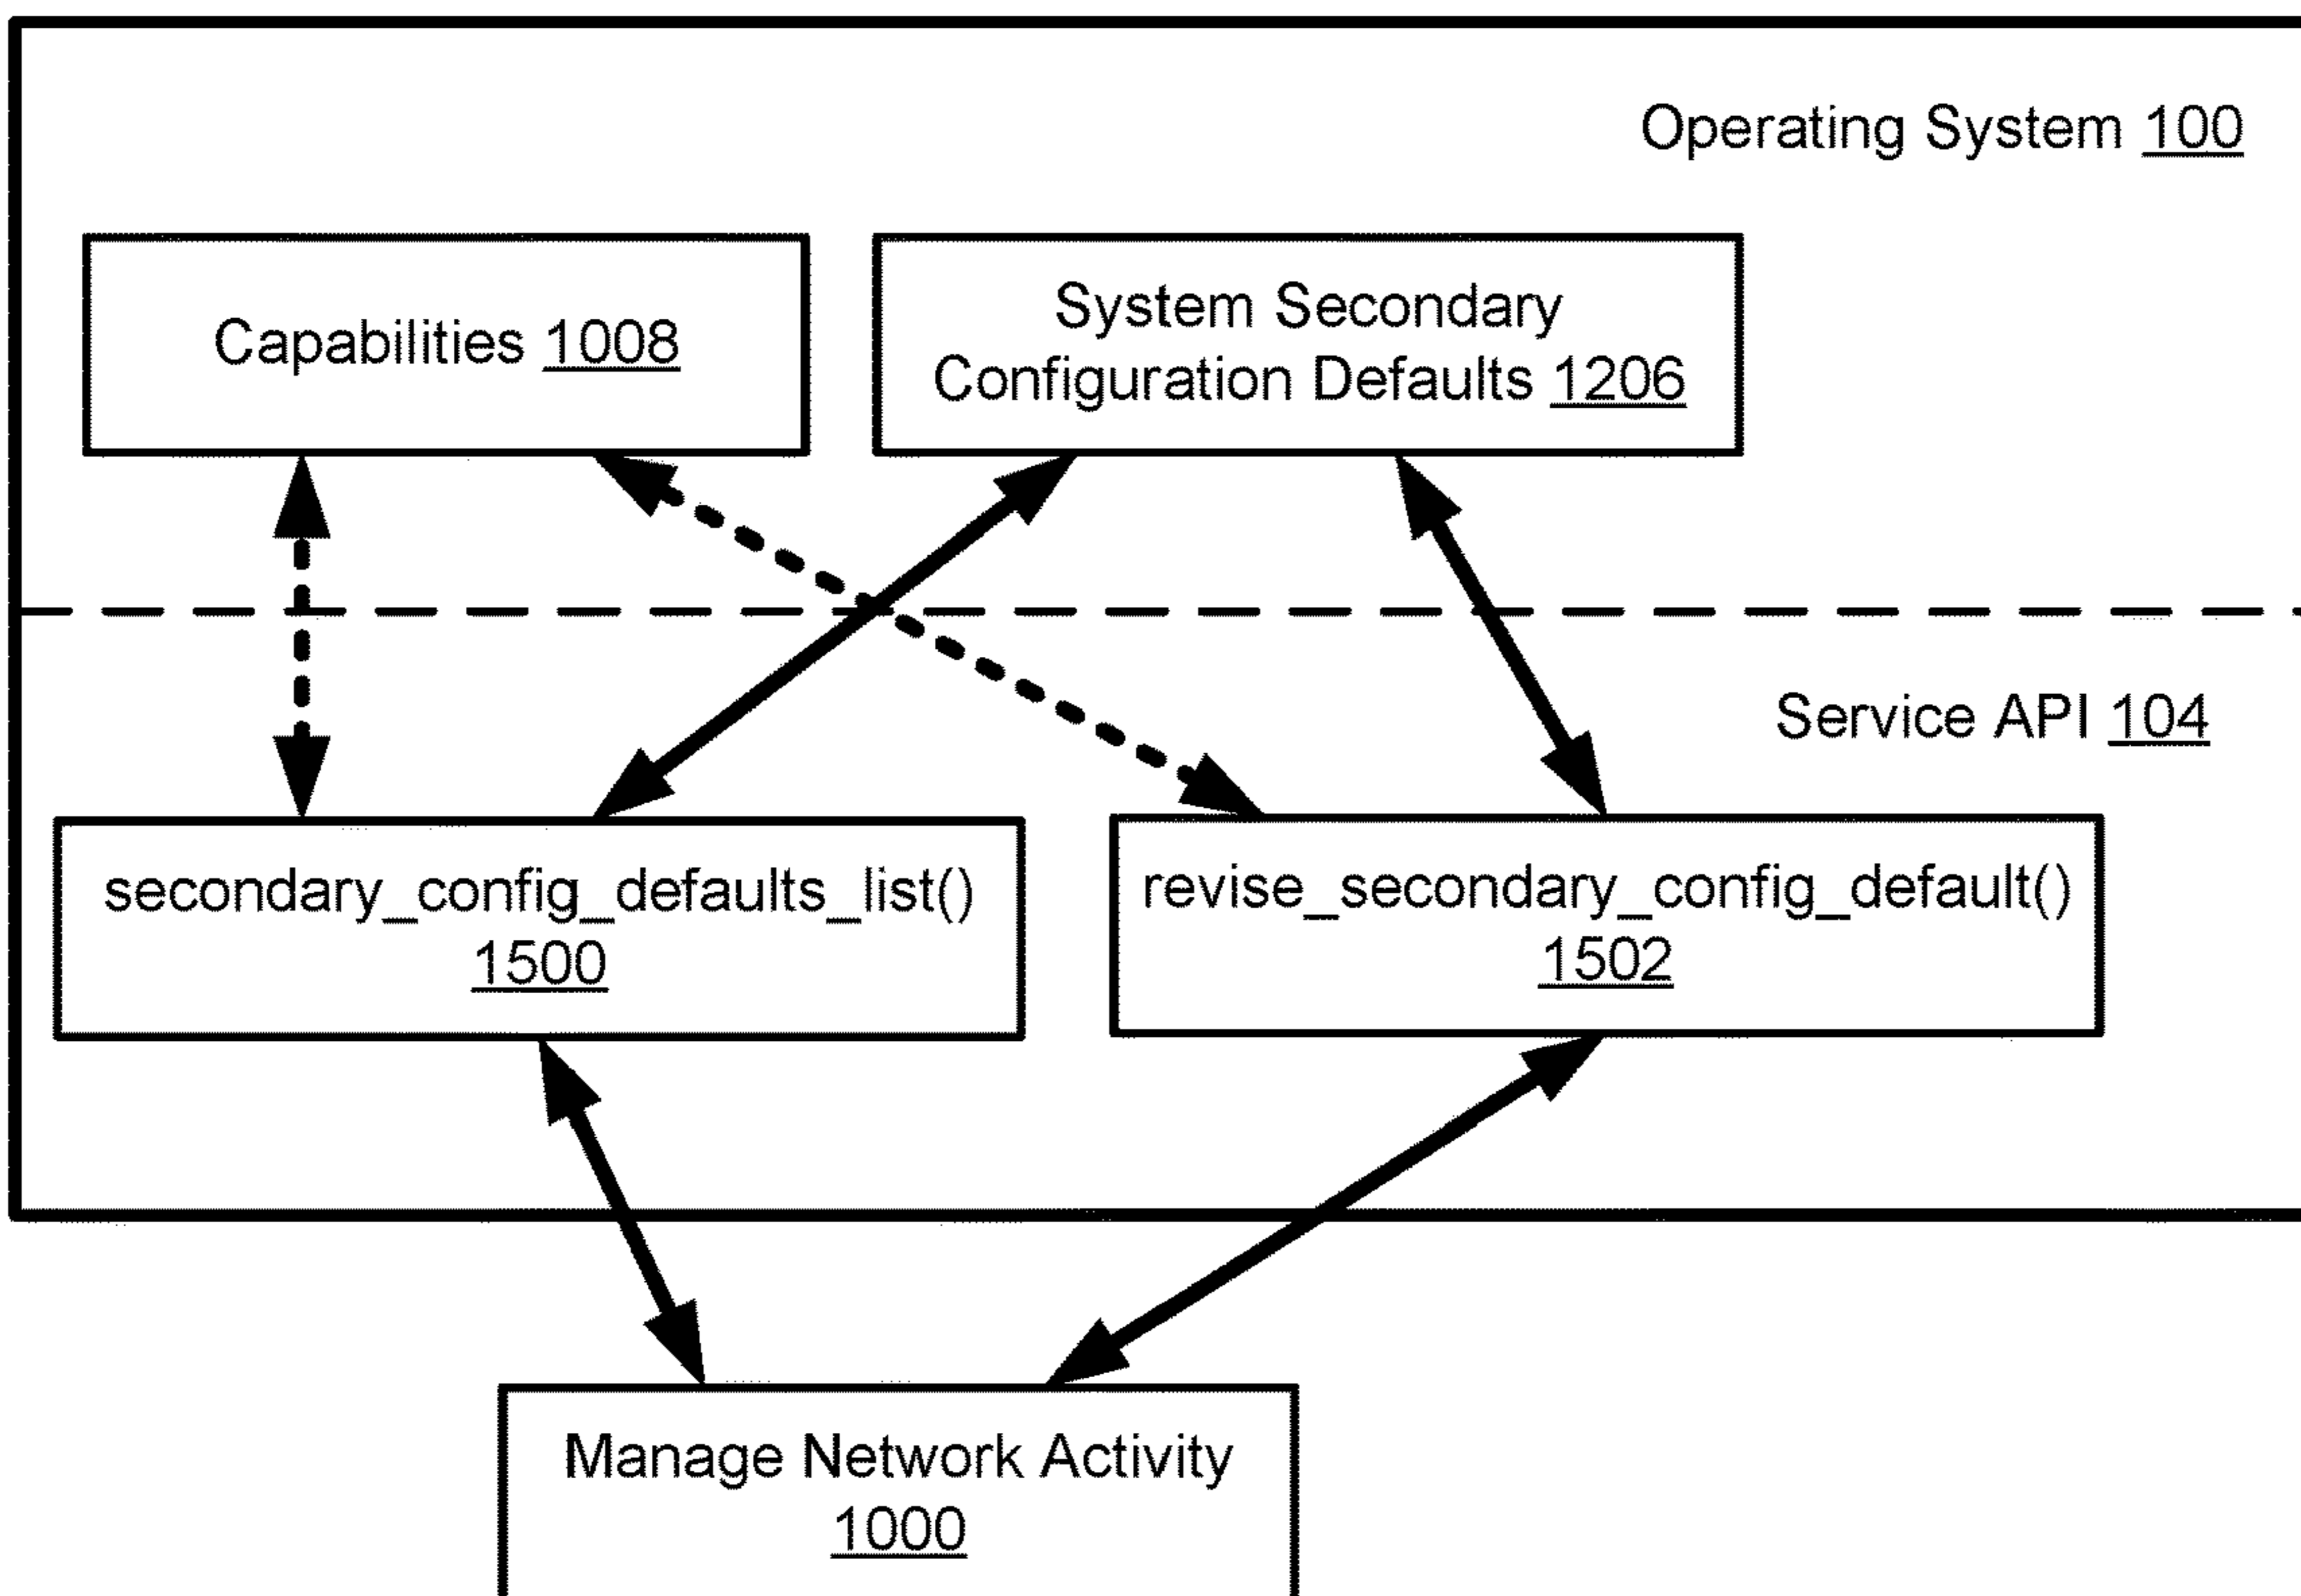 Operating System 100
Capabilities 1008
System Secondary
Configuration Defaults 1206
Service API 104
secondary_config_defaults_list()
1500
revise_secondary_config_default()
1502
Manage Network Activity
1000